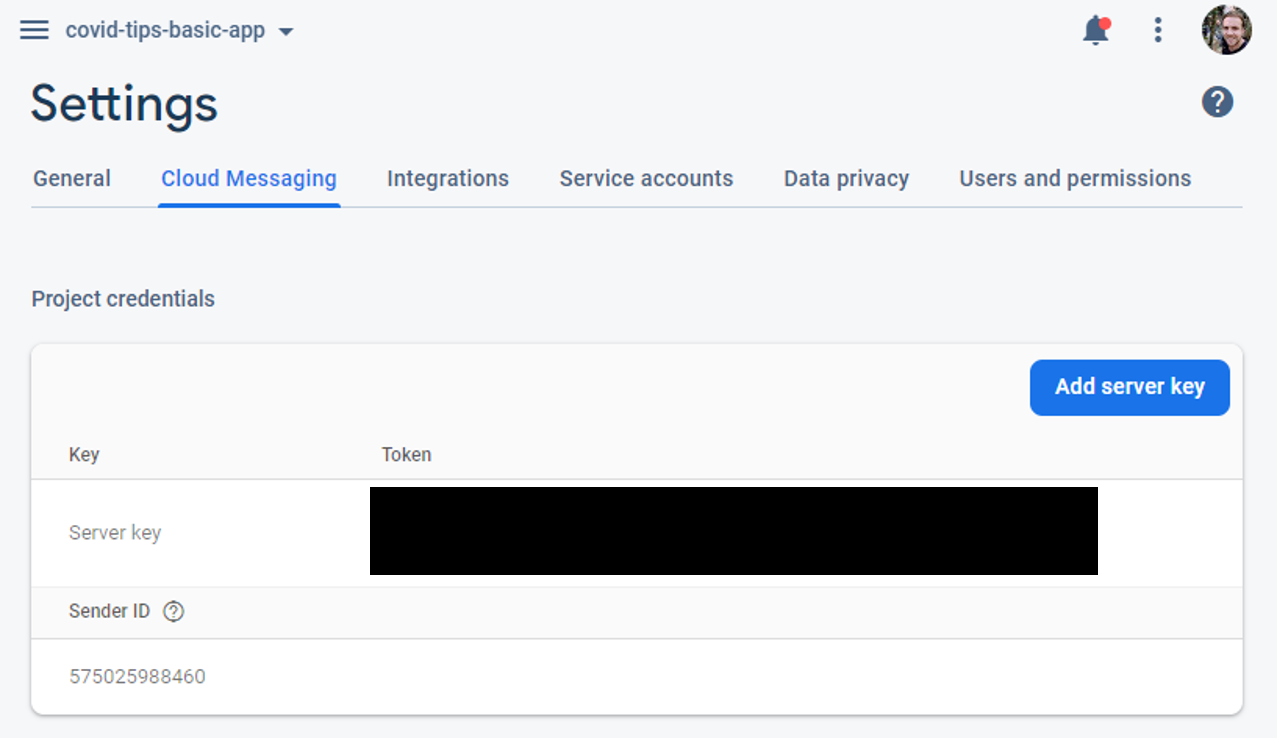 covid-tips-basic-app
Settings
General Cloud Messaging Integrations Service accounts Data privacy Users and permissions
Project credentials
Add server key
Key Token
Server key
Sender ID
575025988460